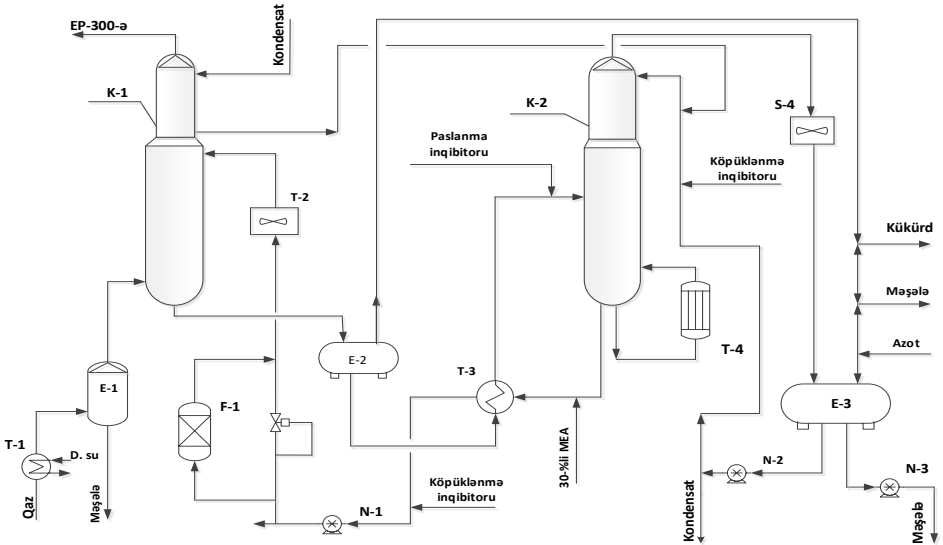 EP-300-ə
Kondensat
K-1
K-2
S-4
Paslanma
inqibitoru
Köpüklənmə
inqibitoru
T-2
Kükürd
Məşələ
Azot
E-2
T-3
T-4
E-1
F-1
E-3
T-1
D. su
Qaz
Məşələ
30-%li MEA
Köpüklənmə
inqibitoru
N-1
N-2
N-3
Kondensat
Məşələ